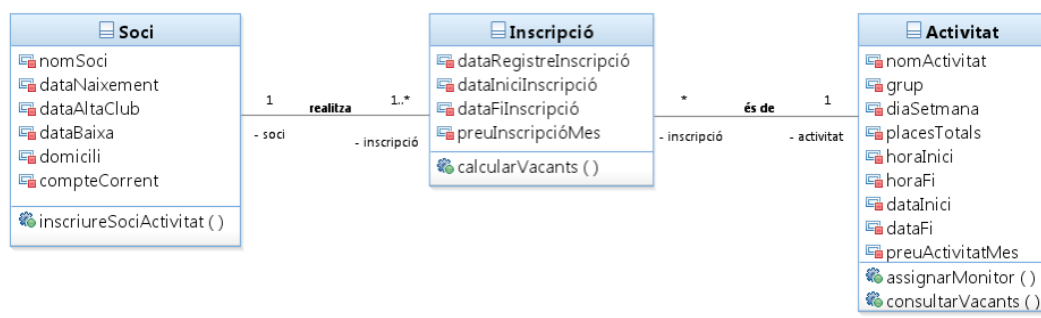 Soci
nomSoci
dataNaixement
dataAltaClub
dataBaixa
domicili
compteCorrent
inscriureSociActivitat ( )
1
realitza
1..*
- soci
- inscripció
Inscripció
dataRegistreInscripció
dataIniciInscripció
dataFiInscripció
preuInscripcióMes
calcularVacants ( )
*
és de
1
- inscripció
- activitat
Activitat
nomActivitat
grup
diaSetmana
placesTotals
horaInici
horaFi
dataInici
dataFi
preuActivitatMes
assignarMonitor ( )
consultarVacants ( )